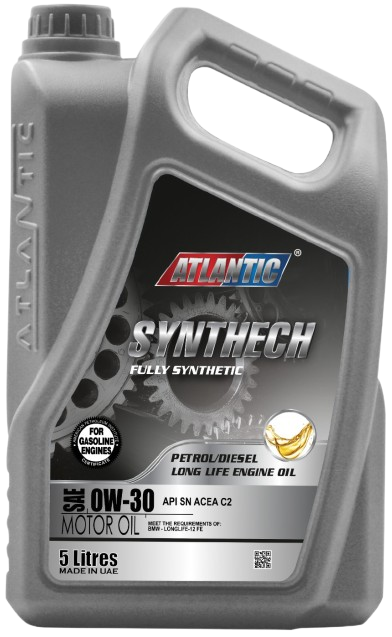 ATLANTIC
ATLANTIC®
SYNTHECH
FULLY SYNTHETIC
FOR
GASOLINE
ENGINES
CERTIFICATE
PETROL/DIESEL
LONG LIFE ENGINE OIL
SAE 0W-30 API SN ACEA C2
MOTOR OIL
MEET THE REQUIREMENTS OF:
BMW - LONGLIFE-12 FE
5 Litres
MADE IN UAE